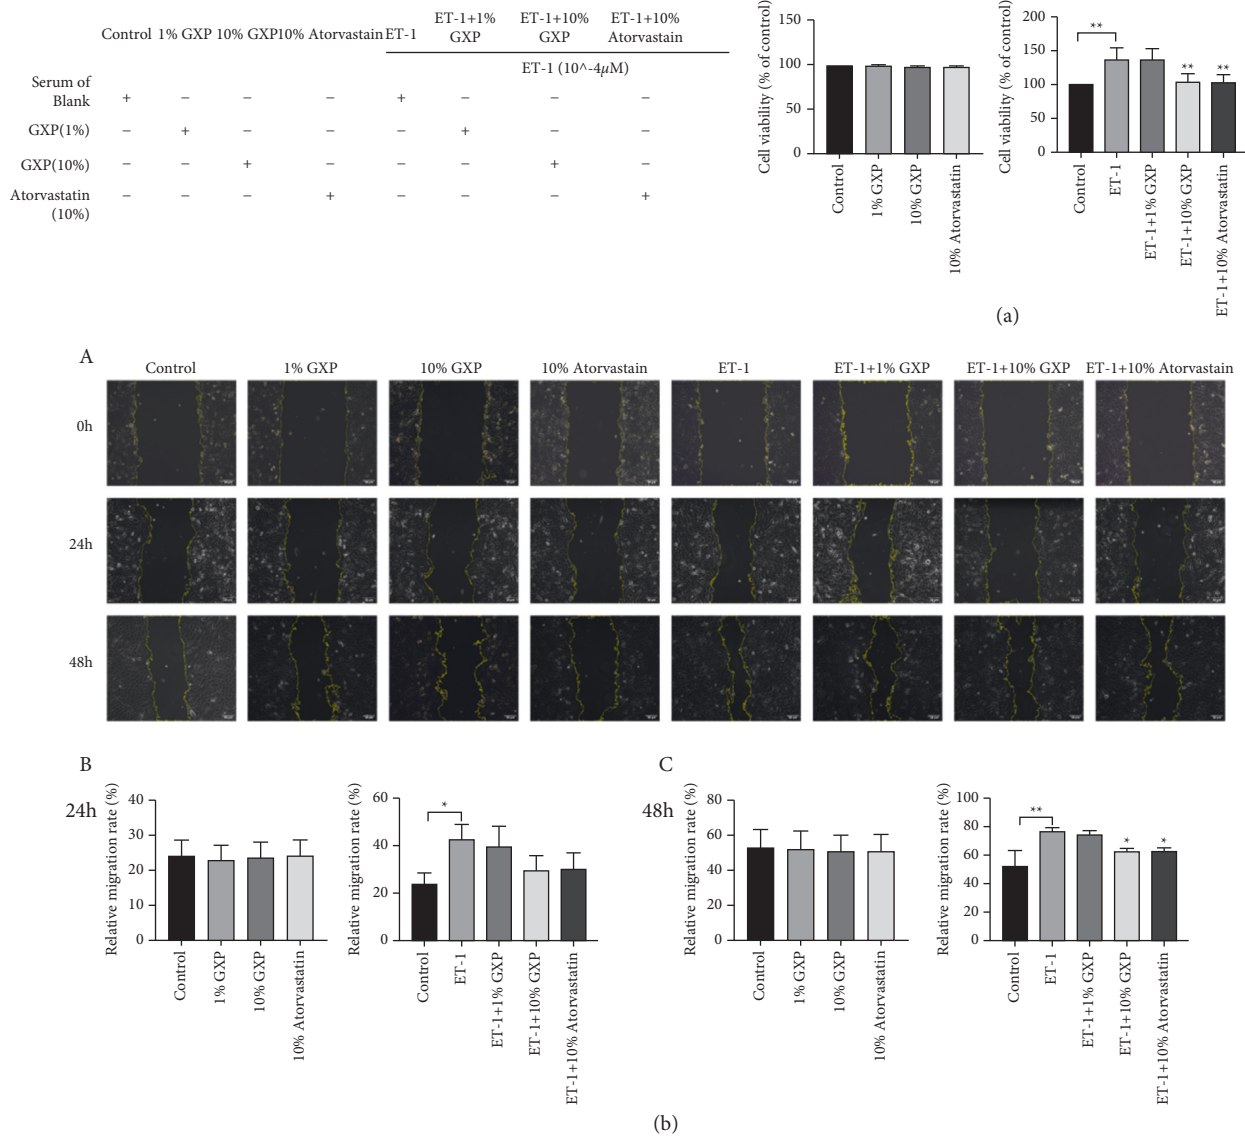 Control 1% GXP 10% GXP10% Atorvastain ET-1 ET-1+1% GXP ET-1+10% GXP ET-1+10% Atorvastain
ET-1 (10^-4μM)
Serum of Blank + − − − + − − −
GXP(1%) − + − − − + − −
GXP(10%) − − + − − − + −
Atorvastatin (10%) − − − + − − − +
Cell viability (% of control)
150
100
50
0
Control
1% GXP
10% GXP
10% Atorvastatin
Cell viability (% of control)
200
150
100
50
0
**
**
**
Control
ET-1
ET-1+1% GXP
ET-1+10% GXP
ET-1+10% Atorvastatin
(a)
A
Control 1% GXP 10% GXP 10% Atorvastain ET-1 ET-1+1% GXP ET-1+10% GXP ET-1+10% Atorvastain
0h
24h
48h
B
24h
Relative migration rate (%)
40
30
20
10
0
Control
1% GXP
10% GXP
10% Atorvastatin
Relative migration rate (%)
60
40
20
0
*
Control
ET-1
ET-1+1% GXP
ET-1+10% GXP
ET-1+10% Atorvastatin
C
48h
Relative migration rate (%)
80
60
40
20
0
Control
1% GXP
10% GXP
10% Atorvastatin
Relative migration rate (%)
100
80
60
40
20
0
**
*
*
Control
ET-1
ET-1+1% GXP
ET-1+10% GXP
ET-1+10% Atorvastatin
(b)